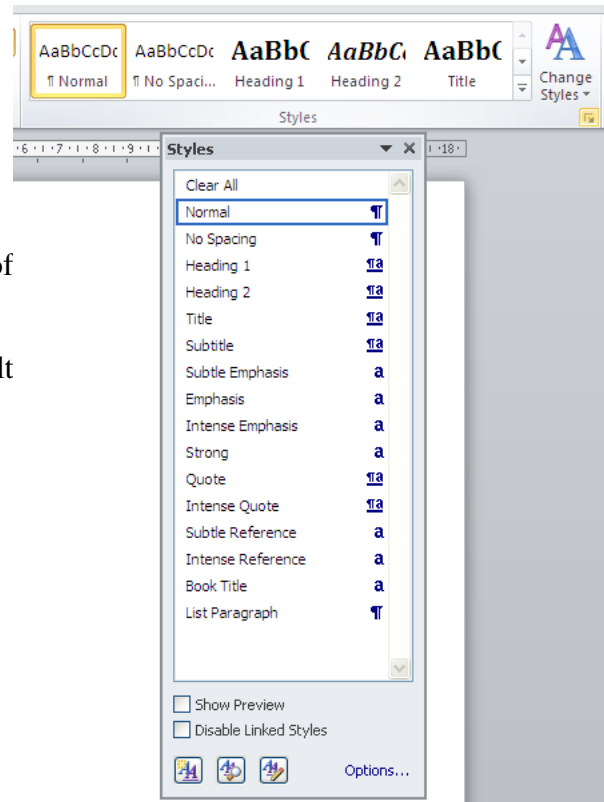 AaBbCcDc AaBbCcDc AaBbC AaBbCc AaBbC
¶ Normal ¶ No Spaci... Heading 1 Heading 2 Title Change Styles
Styles
·6·ı·7·ı·8·ı·9·ı· ı·18·
Styles
Clear All
Normal ¶
No Spacing ¶
of
Heading 1 ¶a
Heading 2 ¶a
Title ¶a
Subtitle ¶a
lt
Subtle Emphasis a
Emphasis a
Intense Emphasis a
Strong a
Quote ¶a
Intense Quote ¶a
Subtle Reference a
Intense Reference a
Book Title a
List Paragraph ¶
Show Preview
Disable Linked Styles
Options...